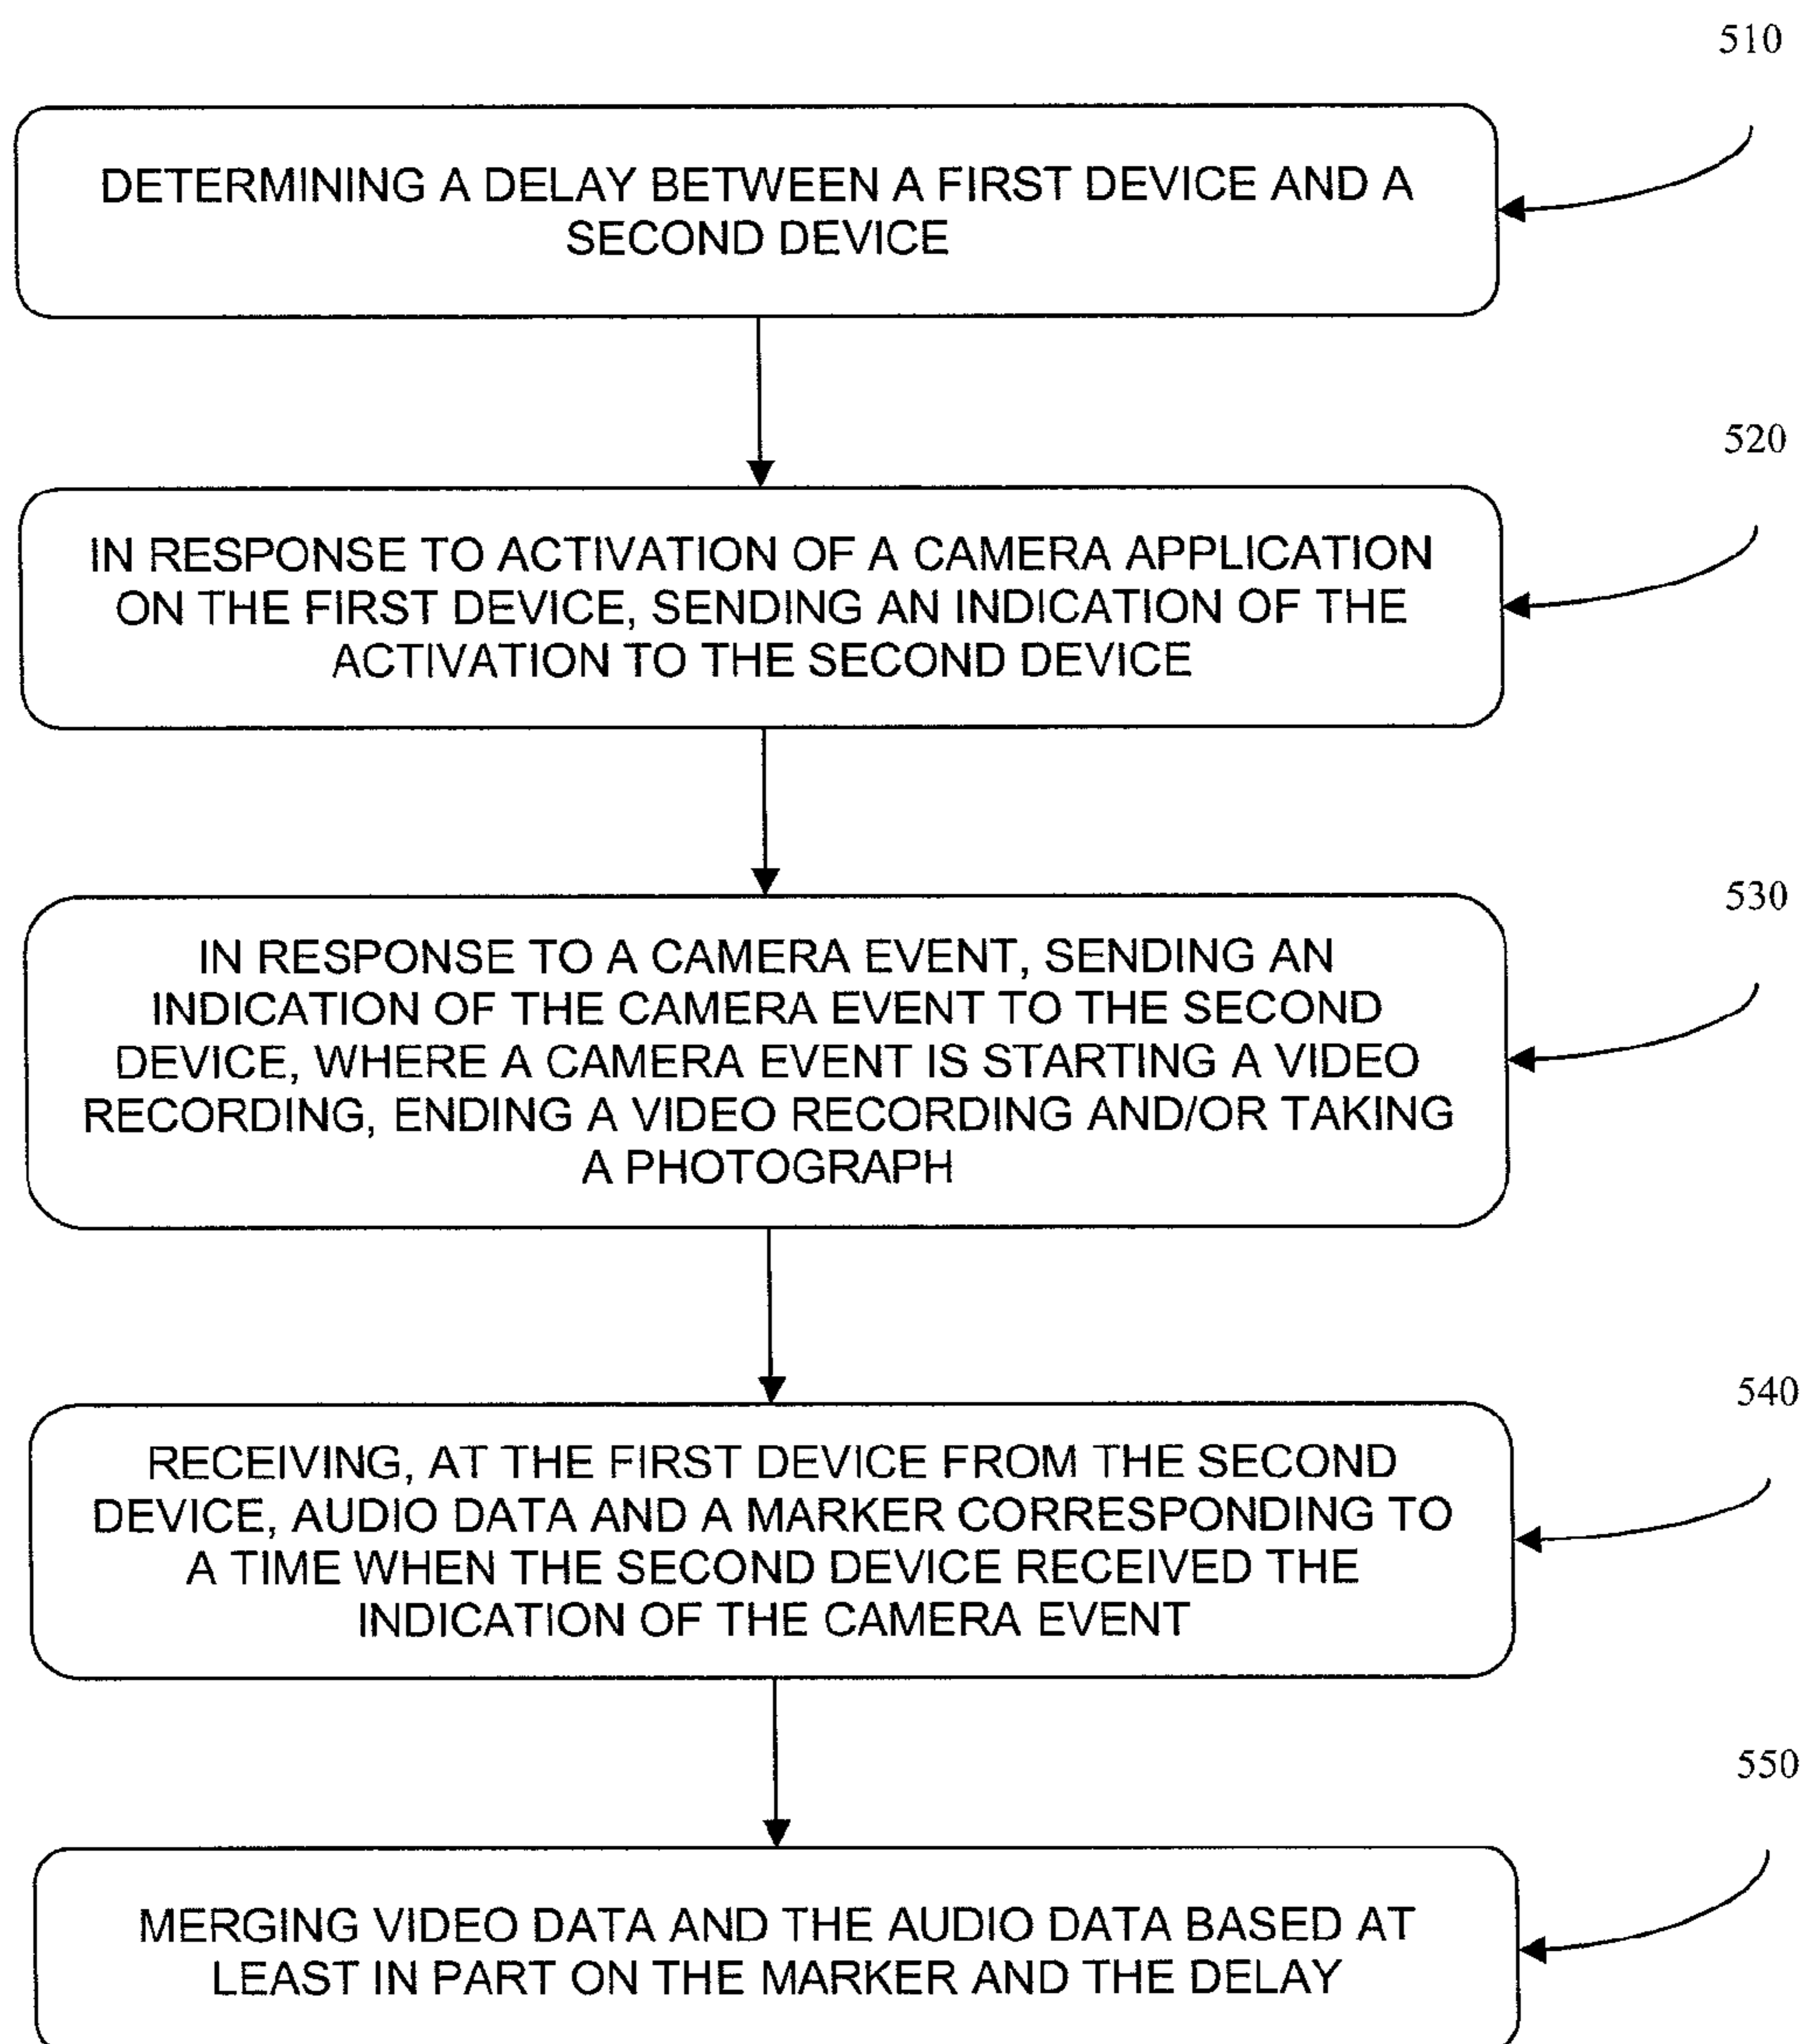 510
DETERMINING A DELAY BETWEEN A FIRST DEVICE AND A
SECOND DEVICE
520
IN RESPONSE TO ACTIVATION OF A CAMERA APPLICATION
ON THE FIRST DEVICE, SENDING AN INDICATION OF THE
ACTIVATION TO THE SECOND DEVICE
530
IN RESPONSE TO A CAMERA EVENT, SENDING AN
INDICATION OF THE CAMERA EVENT TO THE SECOND
DEVICE, WHERE A CAMERA EVENT IS STARTING A VIDEO
RECORDING, ENDING A VIDEO RECORDING AND/OR TAKING
A PHOTOGRAPH
540
RECEIVING, AT THE FIRST DEVICE FROM THE SECOND
DEVICE, AUDIO DATA AND A MARKER CORRESPONDING TO
A TIME WHEN THE SECOND DEVICE RECEIVED THE
INDICATION OF THE CAMERA EVENT
550
MERGING VIDEO DATA AND THE AUDIO DATA BASED AT
LEAST IN PART ON THE MARKER AND THE DELAY